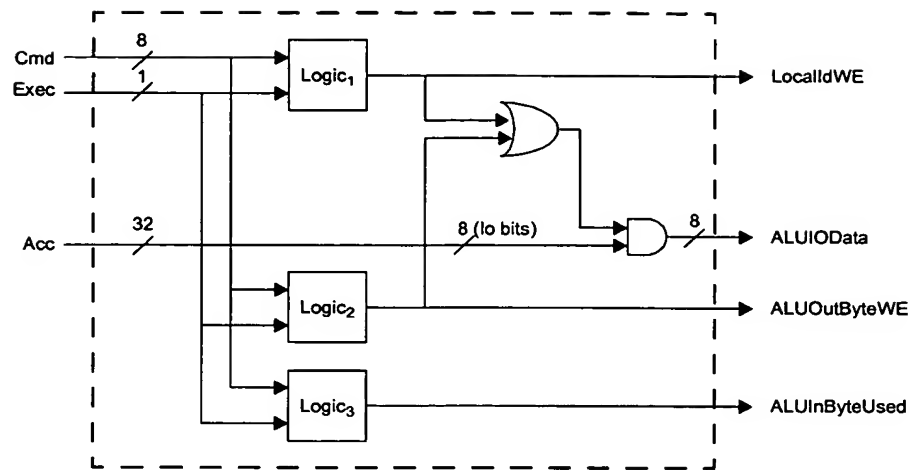 Cmd
8
Exec
1
Logic₁
LocalIdWE
Acc
32
8 (lo bits)
8
ALUIOData
Logic₂
ALUOutByteWE
Logic₃
ALUInByteUsed